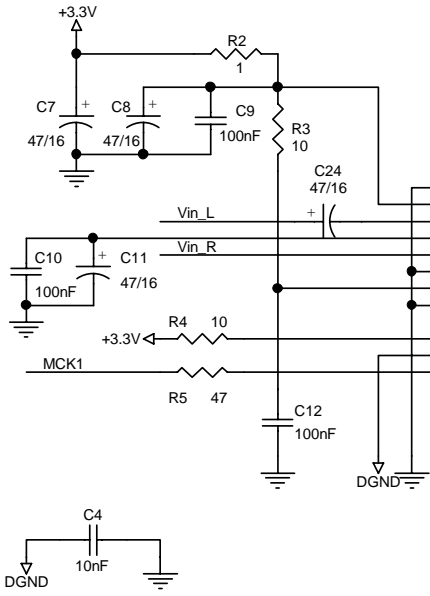 +3.3V
R2
1
C7
+
47/16
C8
+
47/16
C9
100nF
R3
10
C24
47/16
+
Vin_L
Vin_R
C10
100nF
+
C11
47/16
R4
10
+3.3V
MCK1
R5
47
C12
100nF
DGND
C4
10nF
DGND